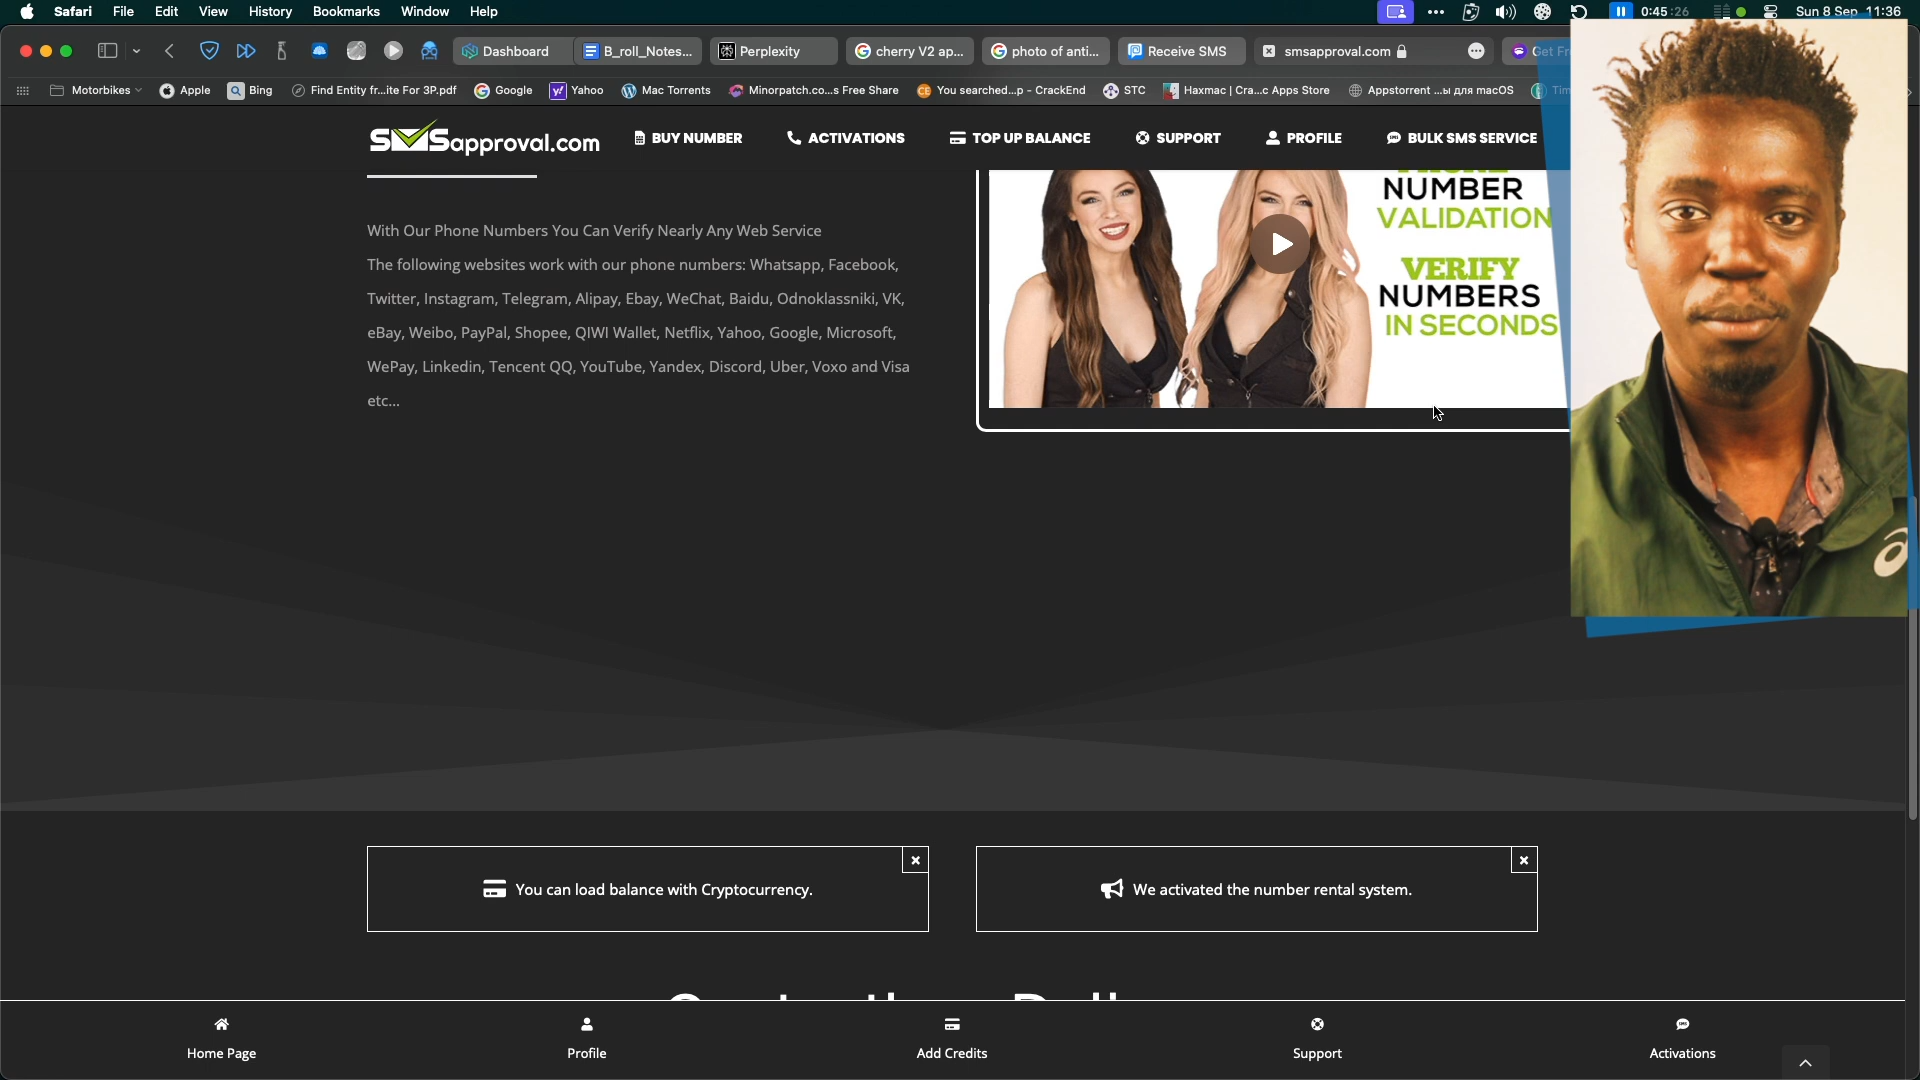 Safari File Edit View History Bookmarks Window Help 0:45:26 Sun 8 Sep 11:36
Dashboard B_roll_Notes... Perplexity cherry V2 ap... photo of anti... Receive SMS smsapproval.com
Motorbikes Apple Bing Find Entity fr...ite For 3P.pdf Google Yahoo Mac Torrents Minorpatch.co...s Free Share You searched...p - CrackEnd STC Haxmac | Cra...c Apps Store Appstorrent ...ы для macOS
SMSapproval.com BUY NUMBER ACTIVATIONS TOP UP BALANCE SUPPORT PROFILE BULK SMS SERVICE
NUMBER
VALIDATION
VERIFY
NUMBERS
IN SECONDS
With Our Phone Numbers You Can Verify Nearly Any Web Service
The following websites work with our phone numbers: Whatsapp, Facebook,
Twitter, Instagram, Telegram, Alipay, Ebay, WeChat, Baidu, Odnoklassniki, VK,
eBay, Weibo, PayPal, Shopee, QIWI Wallet, Netflix, Yahoo, Google, Microsoft,
WePay, Linkedin, Tencent QQ, YouTube, Yandex, Discord, Uber, Voxo and Visa
etc...
You can load balance with Cryptocurrency.
We activated the number rental system.
Home Page Profile Add Credits Support Activations